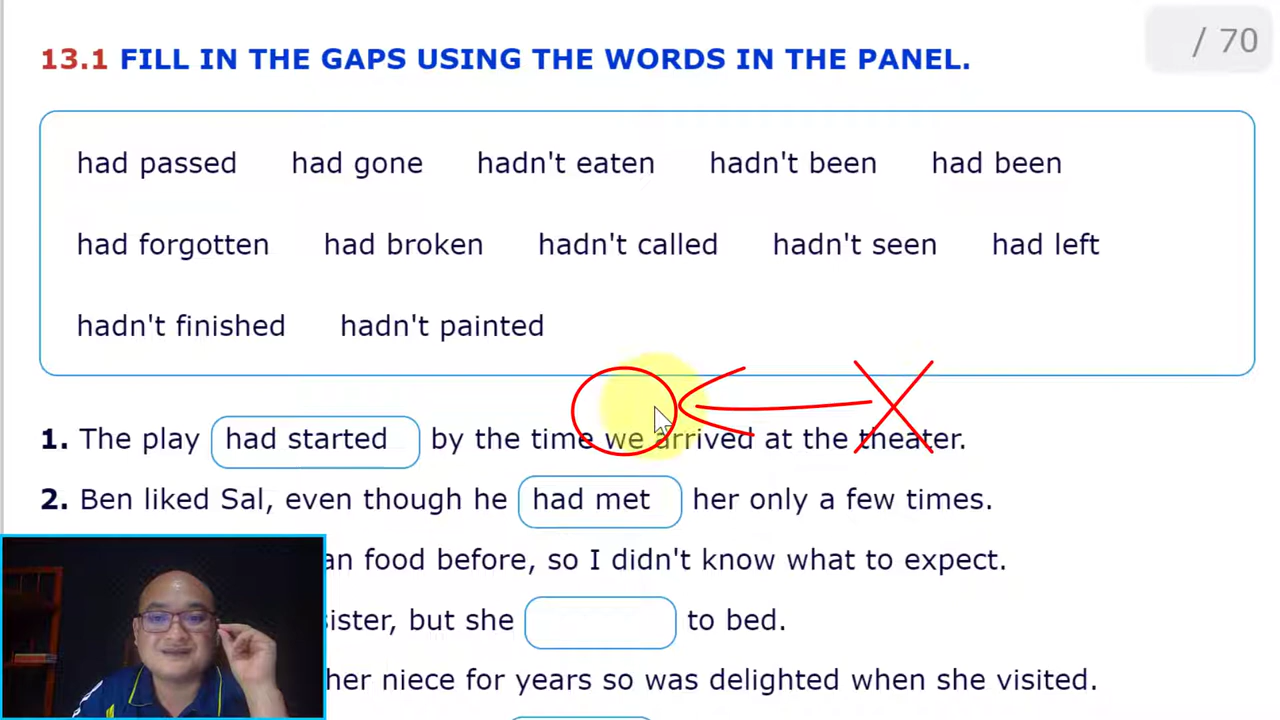 / 70
13.1 FILL IN THE GAPS USING THE WORDS IN THE PANEL.
had passed had gone hadn't eaten hadn't been had been
had forgotten had broken hadn't called hadn't seen had left
hadn't finished hadn't painted
1. The play had started by the time we arrived at the theater.
2. Ben liked Sal, even though he had met her only a few times.
an food before, so I didn't know what to expect.
sister, but she to bed.
her niece for years so was delighted when she visited.